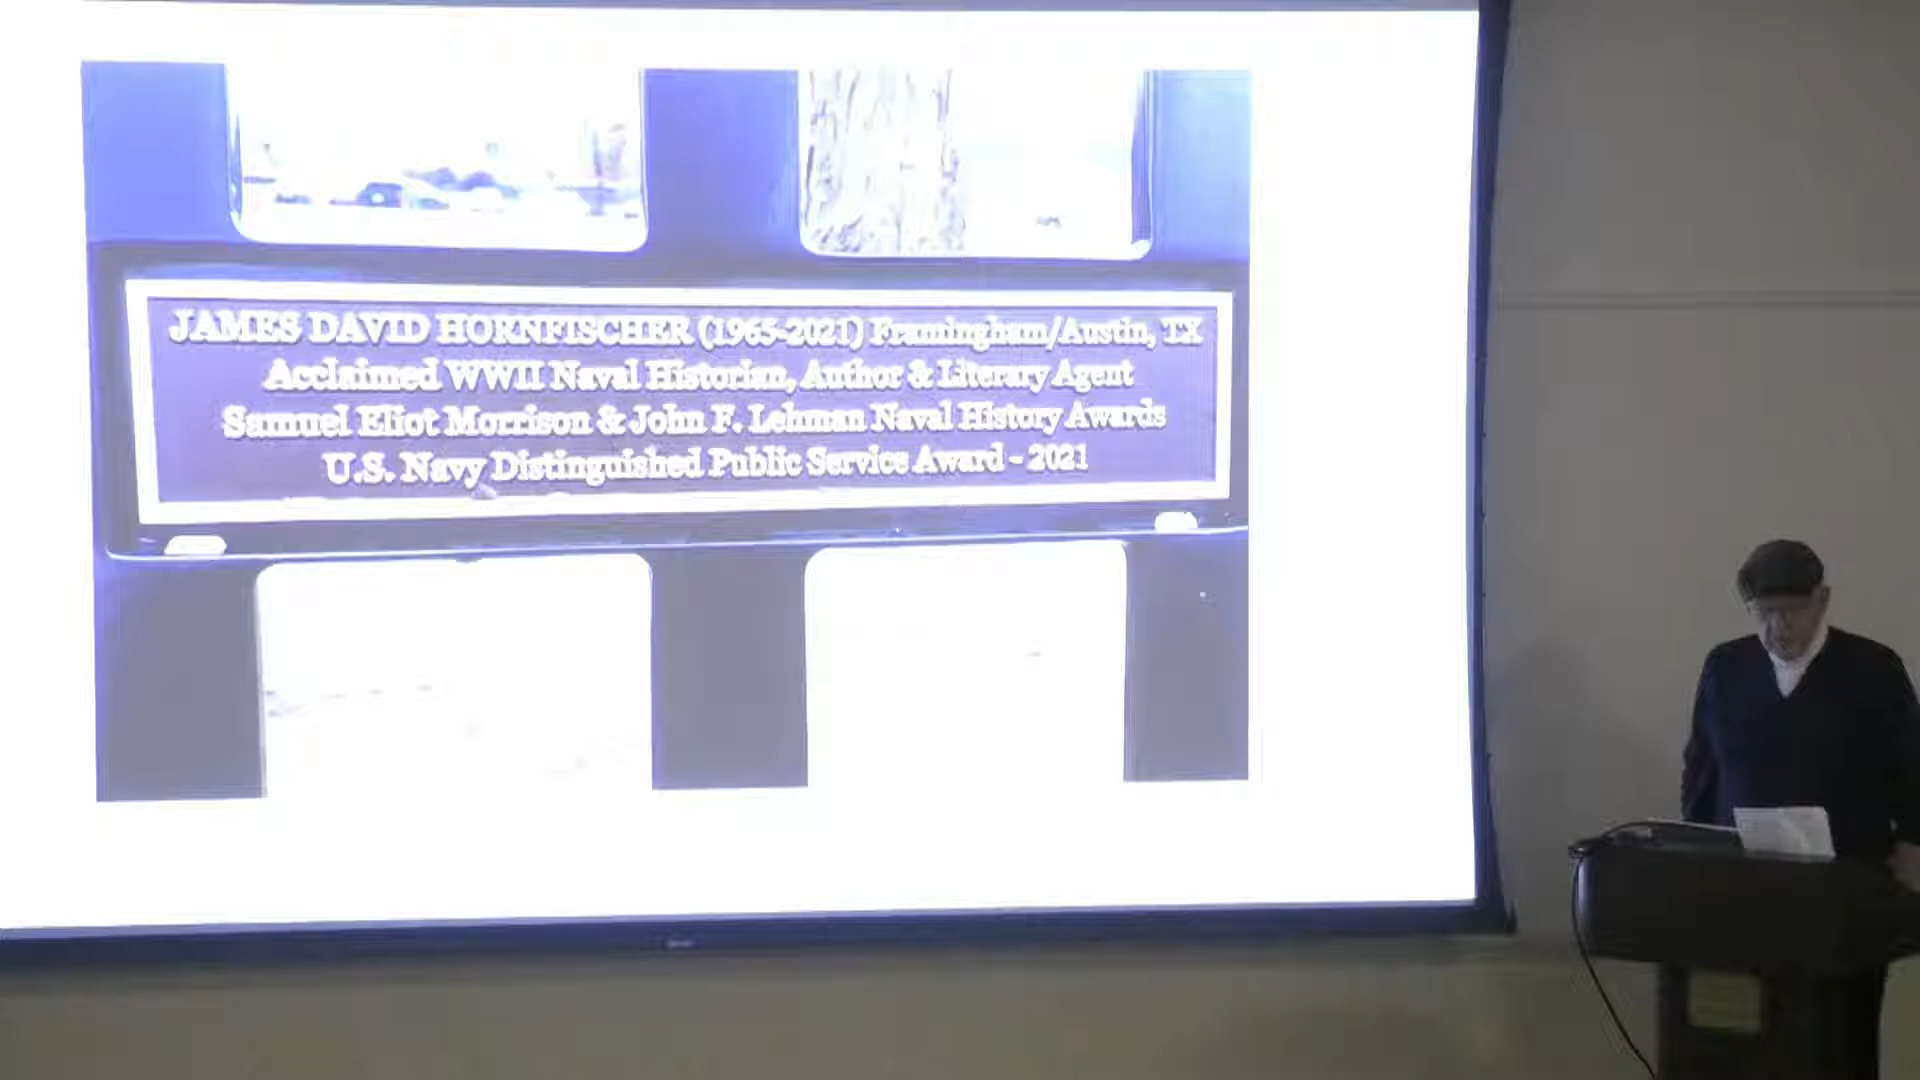 JAMES DAVID HORNFISCHER (1965-2021) Framingham/Austin, TX
Acclaimed WWII Naval Historian, Author & Literary Agent
Samuel Eliot Morrison & John F. Lehman Naval History Awards
U.S. Navy Distinguished Public Service Award - 2021